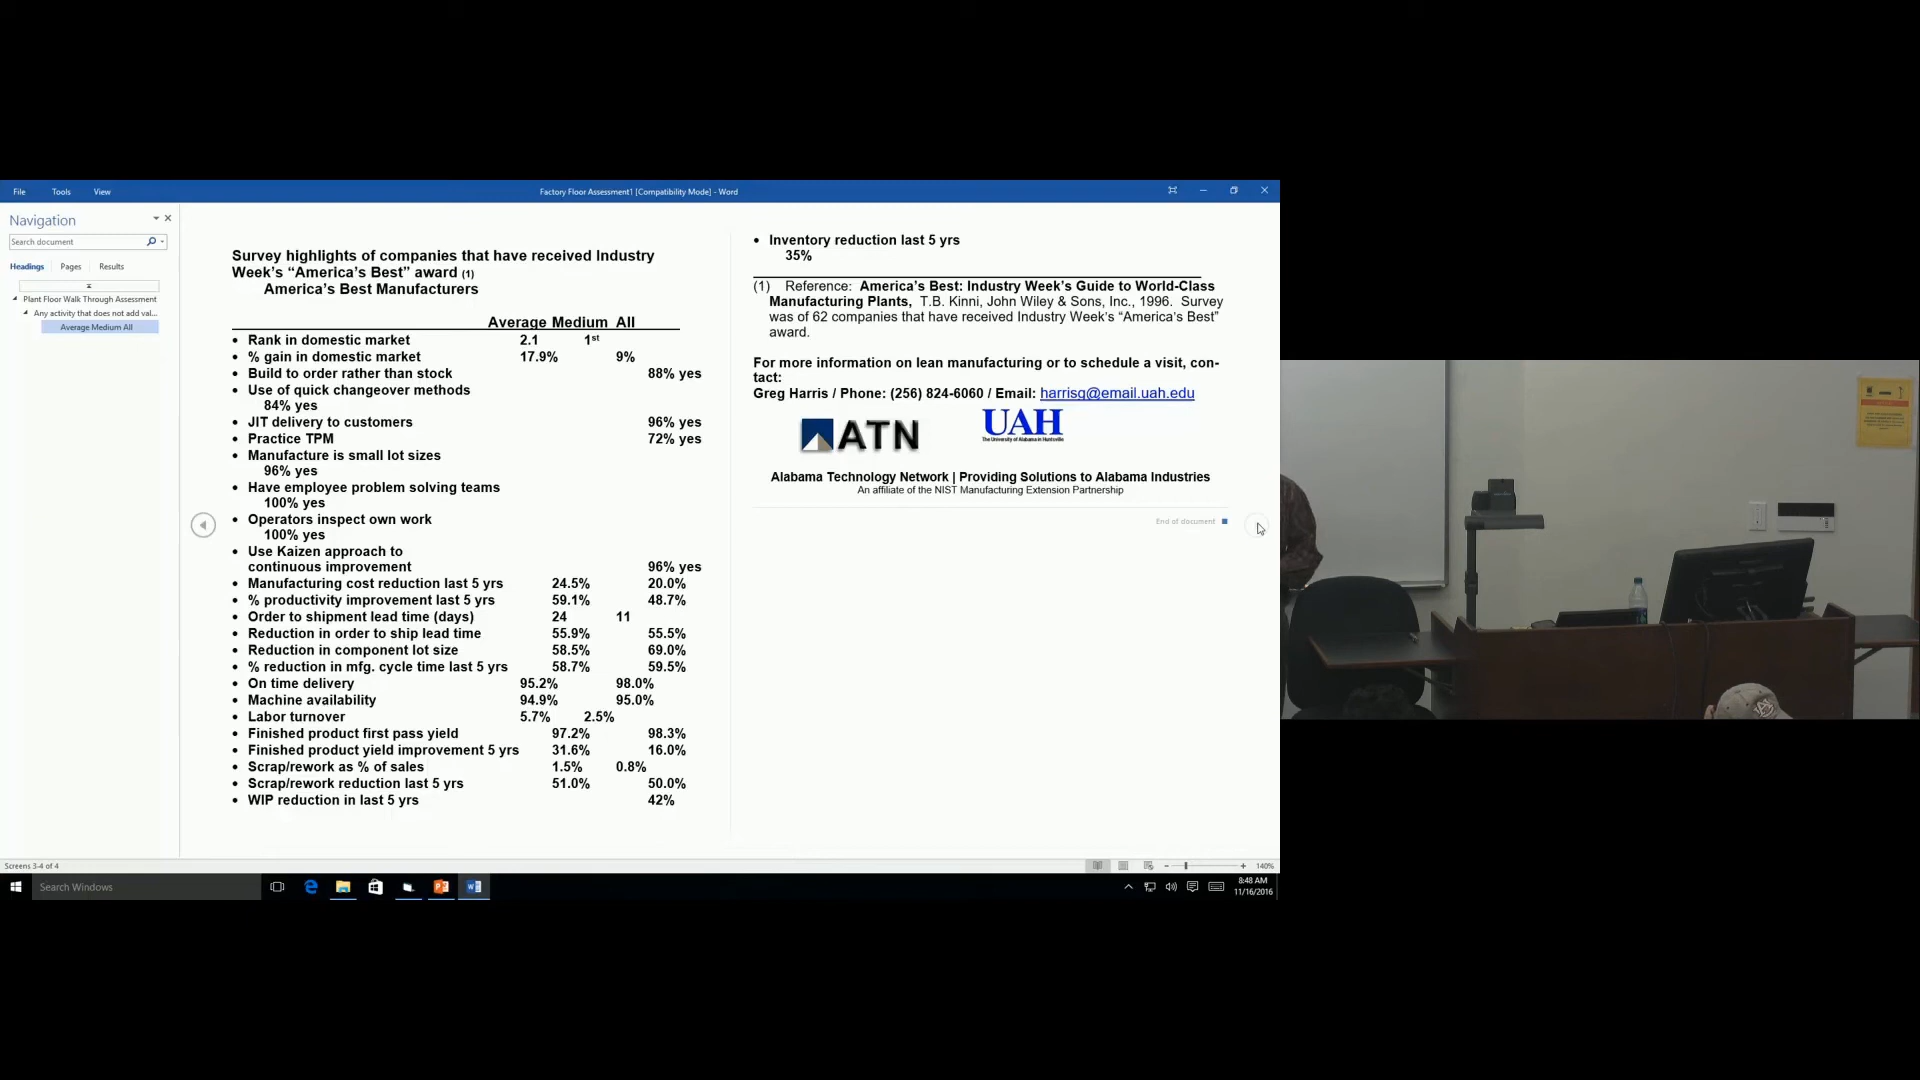 File Tools View Factory Floor Assessment1 [Compatibility Mode] - Word
Navigation
Search document
Headings Pages Results
Plant Floor Walk Through Assessment
Any activity that does not add val...
Average Medium All
Survey highlights of companies that have received Industry
Week's “America's Best” award (1)
America's Best Manufacturers
Average Medium All
• Rank in domestic market 2.1 1st
• % gain in domestic market 17.9% 9%
• Build to order rather than stock 88% yes
• Use of quick changeover methods
84% yes
• JIT delivery to customers 96% yes
• Practice TPM 72% yes
• Manufacture is small lot sizes
96% yes
• Have employee problem solving teams
100% yes
• Operators inspect own work
100% yes
• Use Kaizen approach to
continuous improvement 96% yes
• Manufacturing cost reduction last 5 yrs 24.5% 20.0%
• % productivity improvement last 5 yrs 59.1% 48.7%
• Order to shipment lead time (days) 24 11
• Reduction in order to ship lead time 55.9% 55.5%
• Reduction in component lot size 58.5% 69.0%
• % reduction in mfg. cycle time last 5 yrs 58.7% 59.5%
• On time delivery 95.2% 98.0%
• Machine availability 94.9% 95.0%
• Labor turnover 5.7% 2.5%
• Finished product first pass yield 97.2% 98.3%
• Finished product yield improvement 5 yrs 31.6% 16.0%
• Scrap/rework as % of sales 1.5% 0.8%
• Scrap/rework reduction last 5 yrs 51.0% 50.0%
• WIP reduction in last 5 yrs 42%
• Inventory reduction last 5 yrs
35%
(1) Reference: America's Best: Industry Week's Guide to World-Class
Manufacturing Plants, T.B. Kinni, John Wiley & Sons, Inc., 1996. Survey
was of 62 companies that have received Industry Week's “America's Best”
award.
For more information on lean manufacturing or to schedule a visit, con-
tact:
Greg Harris / Phone: (256) 824-6060 / Email: harrisg@email.uah.edu
ATN
UAH
The University of Alabama in Huntsville
Alabama Technology Network | Providing Solutions to Alabama Industries
An affiliate of the NIST Manufacturing Extension Partnership
End of document
Screens 3-4 of 4
140%
Search Windows
8:48 AM
11/16/2016